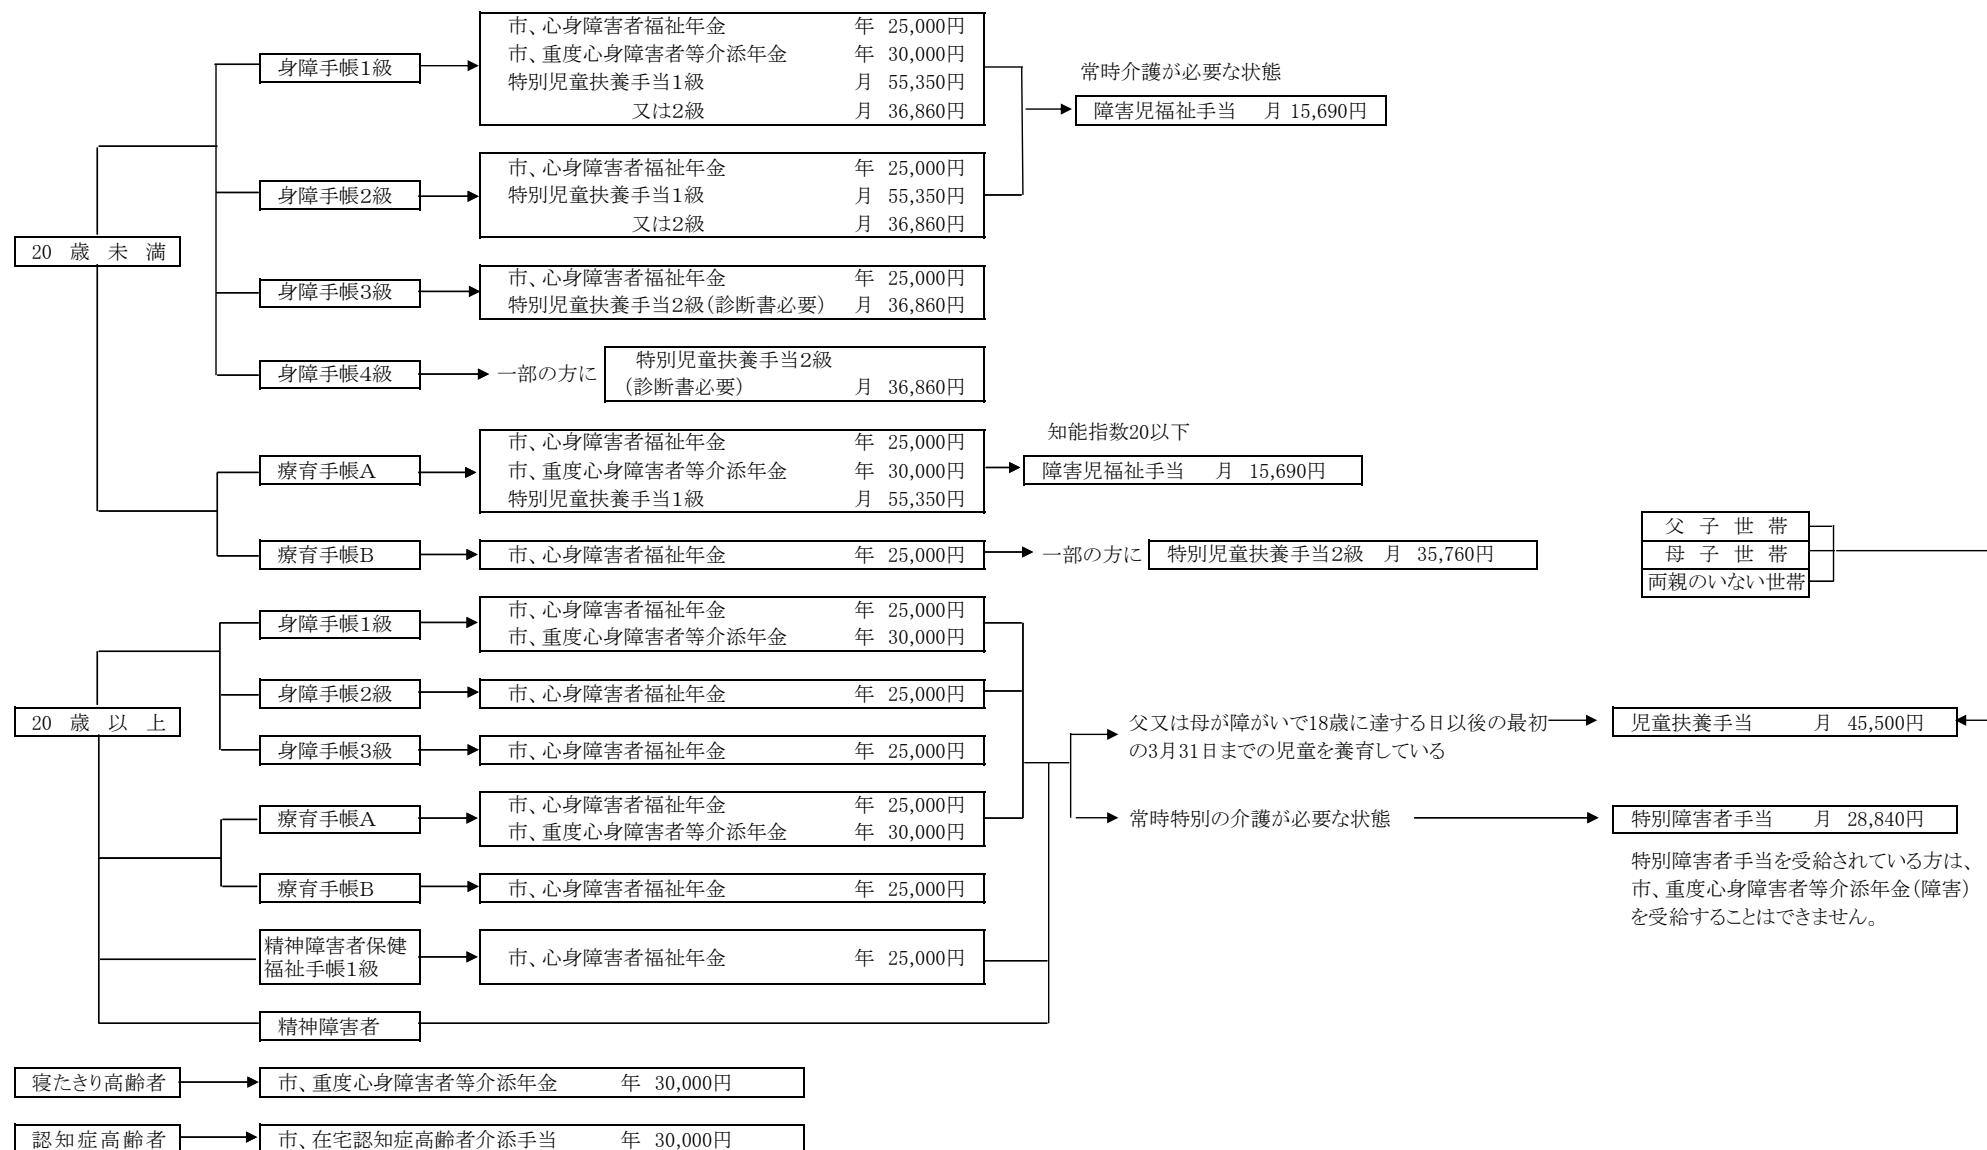 20 歳 未 満
身障手帳1級
市、心身障害者福祉年金 年 25,000円
市、重度心身障害者等介添年金 年 30,000円
特別児童扶養手当1級 月 55,350円
又は2級 月 36,860円
常時介護が必要な状態
障害児福祉手当 月 15,690円
身障手帳2級
市、心身障害者福祉年金 年 25,000円
特別児童扶養手当1級 月 55,350円
又は2級 月 36,860円
身障手帳3級
市、心身障害者福祉年金 年 25,000円
特別児童扶養手当2級(診断書必要) 月 36,860円
身障手帳4級
一部の方に
特別児童扶養手当2級
(診断書必要) 月 36,860円
療育手帳A
市、心身障害者福祉年金 年 25,000円
市、重度心身障害者等介添年金 年 30,000円
特別児童扶養手当1級 月 55,350円
知能指数20以下
障害児福祉手当 月 15,690円
療育手帳B
市、心身障害者福祉年金 年 25,000円
一部の方に
特別児童扶養手当2級 月 35,760円
父 子 世 帯
母 子 世 帯
両親のいない世帯
20 歳 以 上
身障手帳1級
市、心身障害者福祉年金 年 25,000円
市、重度心身障害者等介添年金 年 30,000円
身障手帳2級
市、心身障害者福祉年金 年 25,000円
身障手帳3級
市、心身障害者福祉年金 年 25,000円
療育手帳A
市、心身障害者福祉年金 年 25,000円
市、重度心身障害者等介添年金 年 30,000円
療育手帳B
市、心身障害者福祉年金 年 25,000円
精神障害者保健
福祉手帳1級
市、心身障害者福祉年金 年 25,000円
精神障害者
父又は母が障がいで18歳に達する日以後の最初
の3月31日までの児童を養育している
児童扶養手当 月 45,500円
常時特別の介護が必要な状態
特別障害者手当 月 28,840円
特別障害者手当を受給されている方は、
市、重度心身障害者等介添年金(障害)
を受給することはできません。
寝たきり高齢者
市、重度心身障害者等介添年金 年 30,000円
認知症高齢者
市、在宅認知症高齢者介添手当 年 30,000円